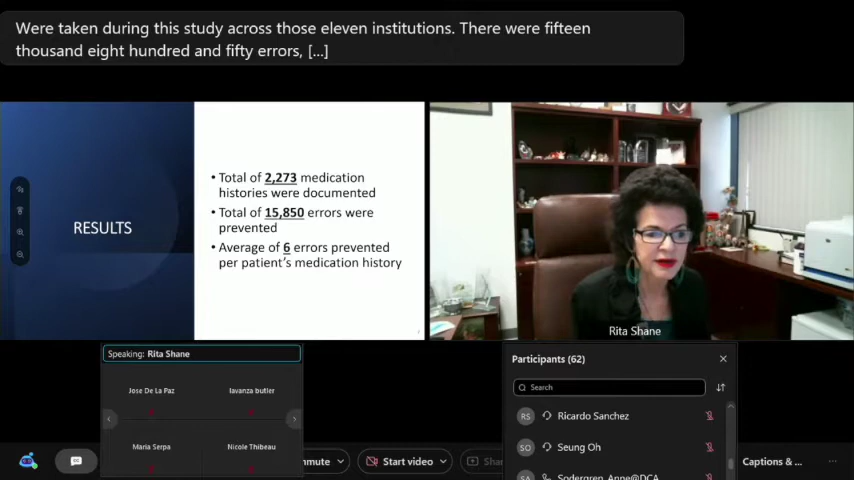 Were taken during this study across those eleven institutions. There were fifteen
thousand eight hundred and fifty errors, [...]
RESULTS
• Total of 2,273 medication
histories were documented
• Total of 15,850 errors were
prevented
• Average of 6 errors prevented
per patient's medication history
Rita Shane
Speaking: Rita Shane
Jose De La Paz
lavanza butler
Maria Serpa
Nicole Thibeau
Participants (62)
Search
RS Ricardo Sanchez
SO Seung Oh
SA Sodergren, Anne@DCA
mute
Start video
Shar
Captions & ...